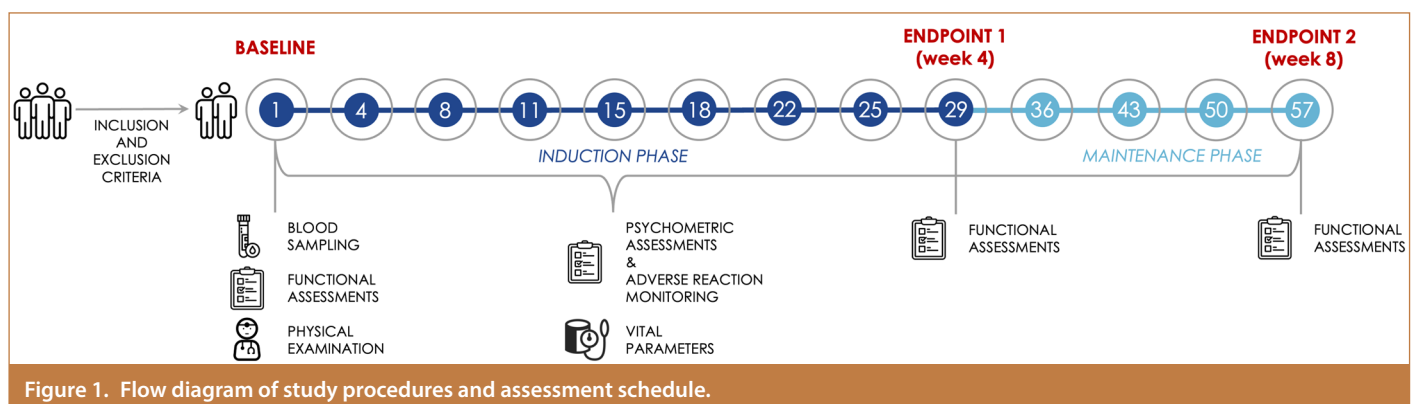 BASELINE
ENDPOINT 1
(week 4)
ENDPOINT 2
(week 8)
INCLUSION
AND
EXCLUSION
CRITERIA
1 4 8 11 15 18 22 25 29 36 43 50 57
INDUCTION PHASE
MAINTENANCE PHASE
BLOOD
SAMPLING
FUNCTIONAL
ASSESSMENTS
PHYSICAL
EXAMINATION
PSYCHOMETRIC
ASSESSMENTS
&
ADVERSE REACTION
MONITORING
VITAL
PARAMETERS
FUNCTIONAL
ASSESSMENTS
FUNCTIONAL
ASSESSMENTS
Figure 1. Flow diagram of study procedures and assessment schedule.